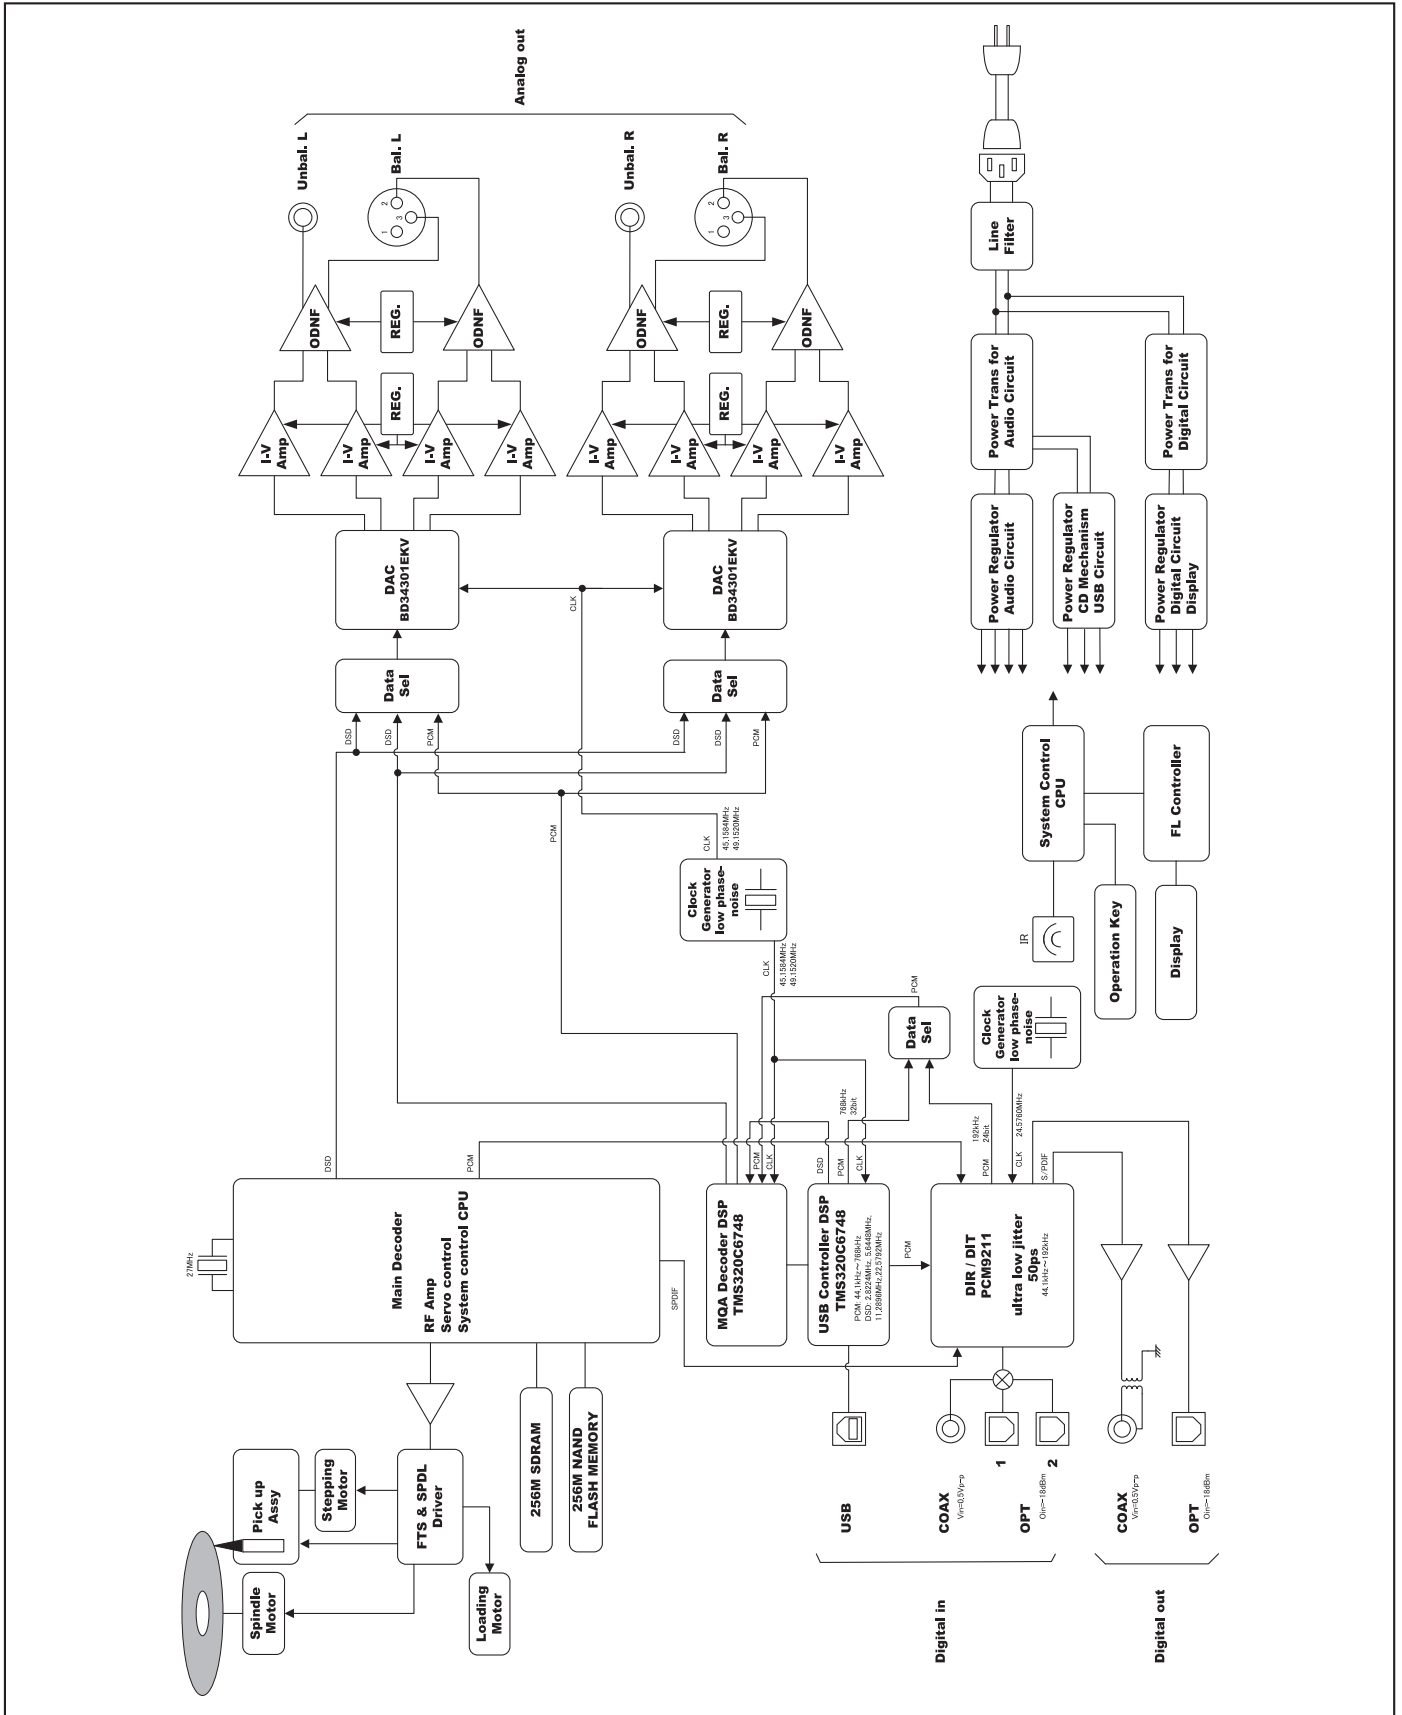 Analog out
Unbal. L
Bal. L
Unbal. R
Bal. R
2
3
1
2
3
1
ODNF
REG.
ODNF
ODNF
REG.
ODNF
REG.
REG.
I-V
Amp
I-V
Amp
I-V
Amp
I-V
Amp
I-V
Amp
I-V
Amp
I-V
Amp
I-V
Amp
DAC
BD34301EKV
DAC
BD34301EKV
CLK
Data
Sel
Data
Sel
DSD
DSD
PCM
DSD
DSD
PCM
PCM
CLK
45.1584MHz
49.1520MHz
Clock
Generator
low phase-
noise
CLK
45.1584MHz
49.1520MHz
Line
Filter
Power Trans for
Audio Circuit
Power Trans for
Digital Circuit
Power Regulator
Audio Circuit
Power Regulator
CD Mechanism
USB Circuit
Power Regulator
Digital Circuit
Display
System Control
CPU
FL Controller
IR
Operation Key
Display
PCM
Data
Sel
Clock
Generator
low phase-
noise
768kHz
32bit
192kHz
24bit
24.5760MHz
DSD
PCM
PCM
CLK
DSD
PCM
CLK
PCM
CLK
S/PDIF
27MHz
Main Decoder
RF Amp
Servo control
System control CPU
SPDIF
MQA Decoder DSP
TMS320C6748
USB Controller DSP
TMS320C6748
PCM: 44.1kHz～768kHz
DSD: 2.8224MHz, 5.6448MHz,
11.2896MHz,22.5792MHz
PCM
DIR / DIT
PCM9211
ultra low jitter
50ps
44.1kHz～192kHz
Pick up
Assy
Stepping
Motor
FTS & SPDL
Driver
256M SDRAM
256M NAND
FLASH MEMORY
Spindle
Motor
Loading
Motor
1
2
USB
COAX
Vin=0.5Vp-p
OPT
Oin>-18dBm
COAX
Vin=0.5Vp-p
OPT
Oin>-18dBm
Digital in
Digital out